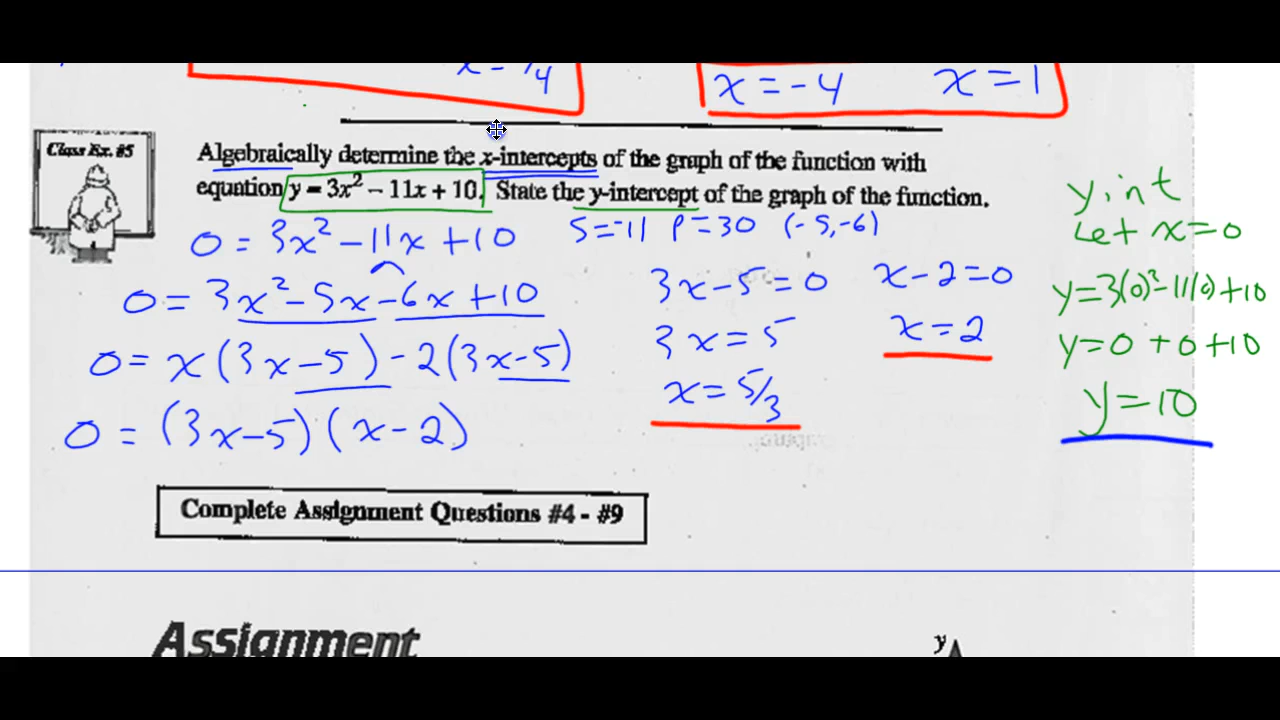 x = -4 x = 1
Class Ex. #5
Algebraically determine the x-intercepts of the graph of the function with
equation y = 3x² - 11x + 10. State the y-intercept of the graph of the function.
0 = 3x² - 11x + 10 S = -11 P = 30 (-5, -6)
0 = 3x² - 5x - 6x + 10
0 = x(3x - 5) - 2(3x - 5)
0 = (3x - 5)(x - 2)
3x - 5 = 0 x - 2 = 0
3x = 5 x = 2
x = 5/3
y int
Let x = 0
y = 3(0)² - 11(0) + 10
y = 0 + 0 + 10
y = 10
Complete Assignment Questions #4 - #9
Assignment
y